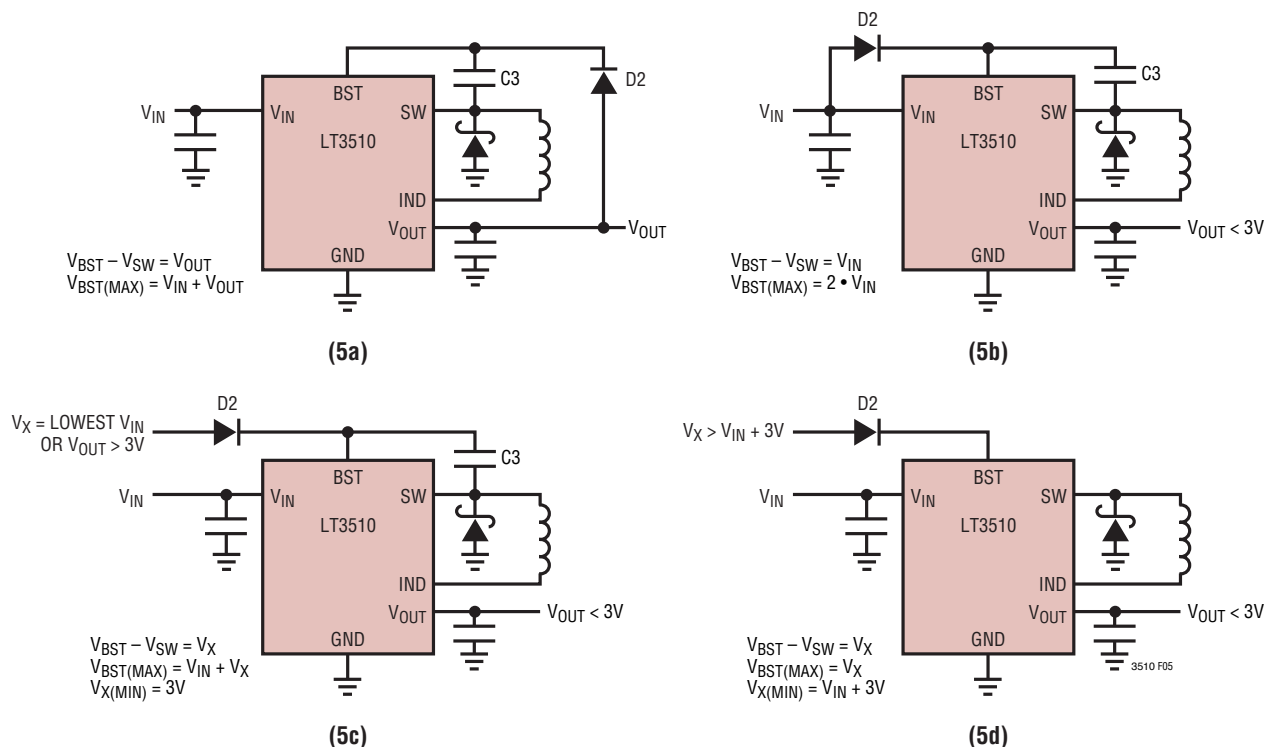 D2
C3
BST
V_IN
V_IN
SW
LT3510
IND
V_OUT
V_OUT
GND
V_BST – V_SW = V_OUT
V_BST(MAX) = V_IN + V_OUT
(5a)
D2
C3
BST
V_IN
V_IN
SW
LT3510
IND
V_OUT
V_OUT < 3V
GND
V_BST – V_SW = V_IN
V_BST(MAX) = 2 • V_IN
(5b)
D2
V_X = LOWEST V_IN
OR V_OUT > 3V
C3
BST
V_IN
V_IN
SW
LT3510
IND
V_OUT
V_OUT < 3V
GND
V_BST – V_SW = V_X
V_BST(MAX) = V_IN + V_X
V_X(MIN) = 3V
(5c)
D2
V_X > V_IN + 3V
BST
V_IN
V_IN
SW
LT3510
IND
V_OUT
V_OUT < 3V
GND
V_BST – V_SW = V_X
V_BST(MAX) = V_X
V_X(MIN) = V_IN + 3V
3510 F05
(5d)